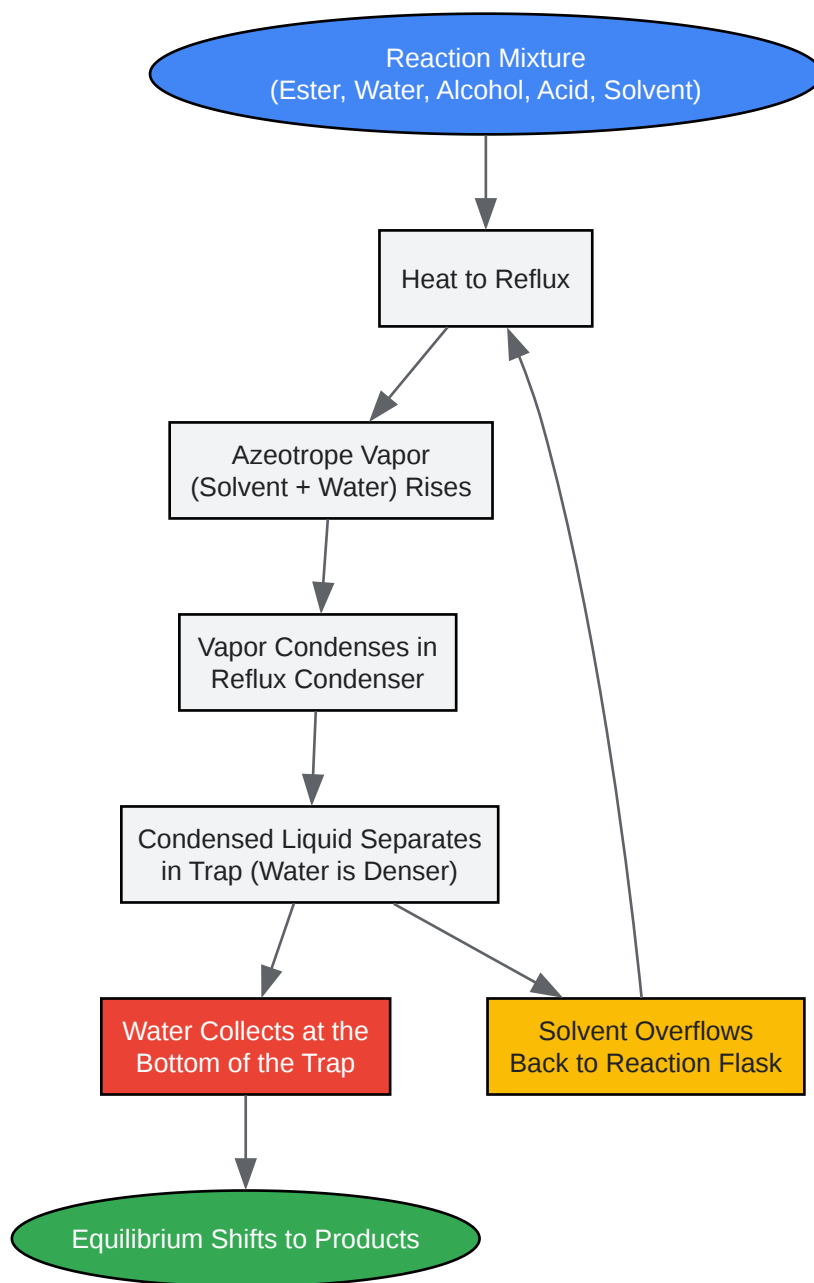 Reaction Mixture
(Ester, Water, Alcohol, Acid, Solvent)
Heat to Reflux
Azeotrope Vapor
(Solvent + Water) Rises
Vapor Condenses in
Reflux Condenser
Condensed Liquid Separates
in Trap (Water is Denser)
Water Collects at the
Bottom of the Trap
Solvent Overflows
Back to Reaction Flask
Equilibrium Shifts to Products